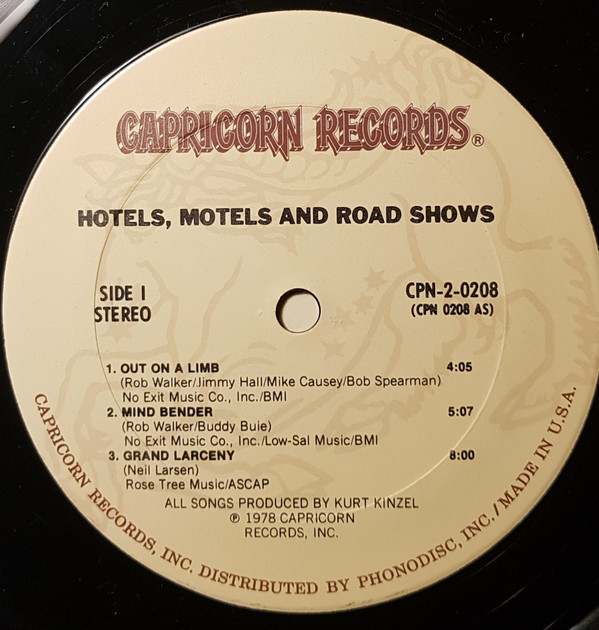 CAPRICORN RECORDS®
HOTELS, MOTELS AND ROAD SHOWS
SIDE I
STEREO
CPN-2-0208
(CPN 0208 AS)
1. OUT ON A LIMB 4:05
(Rob Walker/Jimmy Hall/Mike Causey/Bob Spearman)
No Exit Music Co., Inc./BMI
2. MIND BENDER 5:07
(Rob Walker/Buddy Buie)
No Exit Music Co., Inc./Low-Sal Music/BMI
3. GRAND LARCENY 8:00
(Neil Larsen)
Rose Tree Music/ASCAP
ALL SONGS PRODUCED BY KURT KINZEL
℗ 1978 CAPRICORN
RECORDS, INC.
CAPRICORN RECORDS, INC. DISTRIBUTED BY PHONODISC, INC./MADE IN U.S.A.